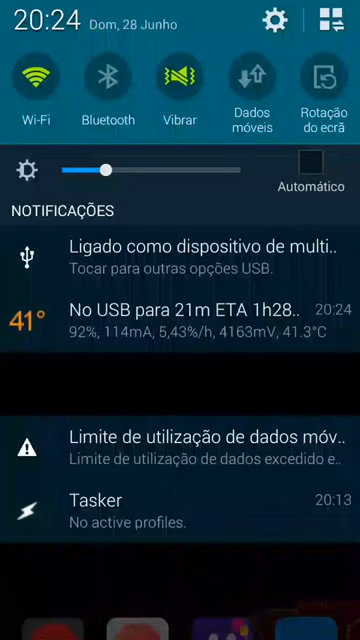 20:24 Dom, 28 Junho
Wi-Fi
Bluetooth
Vibrar
Dados
móveis
Rotação
do ecrã
Automático
NOTIFICAÇÕES
Ligado como dispositivo de multi..
Tocar para outras opções USB.
41°
No USB para 21m ETA 1h28.. 20:24
92%, 114mA, 5,43%/h, 4163mV, 41.3°C
Limite de utilização de dados móv..
Limite de utilização de dados excedido e..
Tasker 20:13
No active profiles.